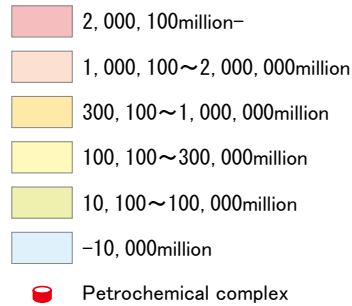 2,000,100million-
1,000,100～2,000,000million
300,100～1,000,000million
100,100～300,000million
10,100～100,000million
-10,000million
Petrochemical complex